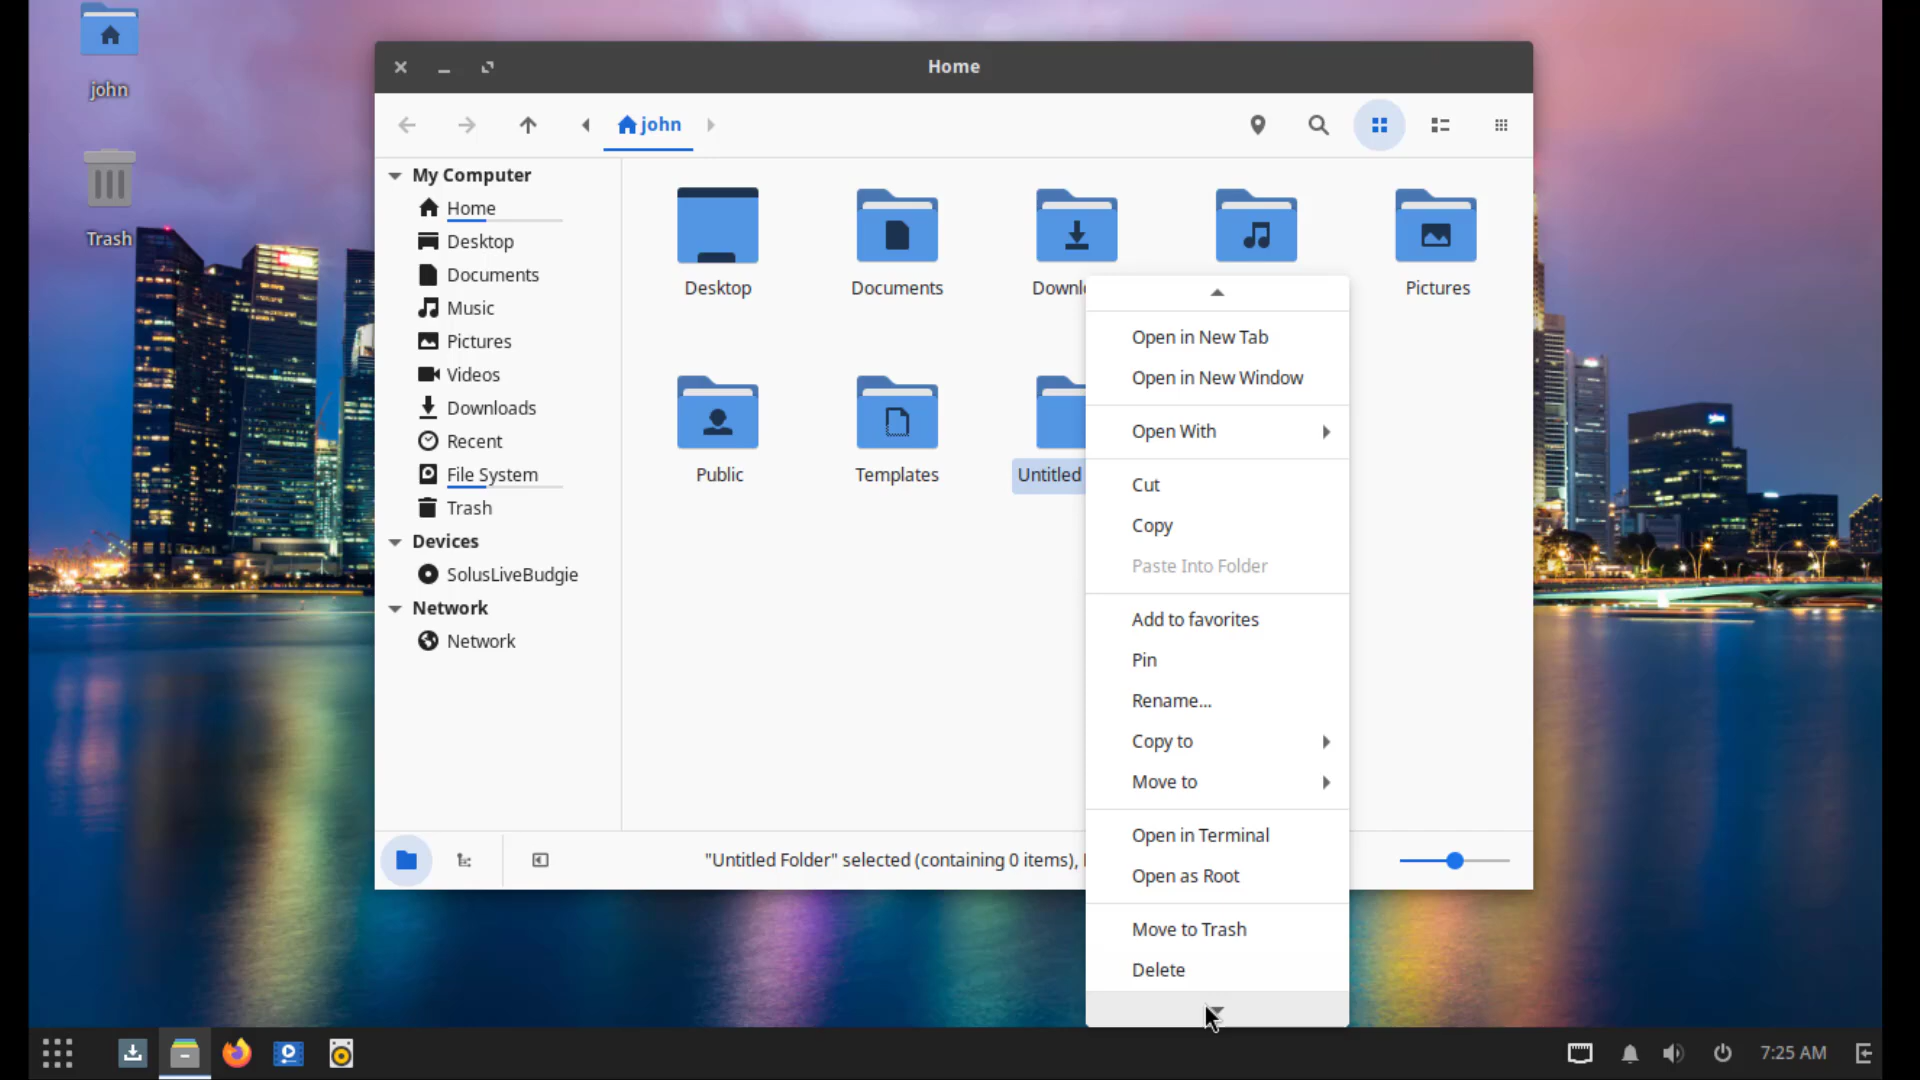 john
Trash
Home
john
My Computer
Home
Desktop
Documents
Music
Pictures
Videos
Downloads
Recent
File System
Trash
Devices
SolusLiveBudgie
Network
Network
Desktop
Documents
Downl
Pictures
Public
Templates
Untitled
Open in New Tab
Open in New Window
Open With
Cut
Copy
Paste Into Folder
Add to favorites
Pin
Rename...
Copy to
Move to
Open in Terminal
Open as Root
Move to Trash
Delete
"Untitled Folder" selected (containing 0 items),
7:25 AM